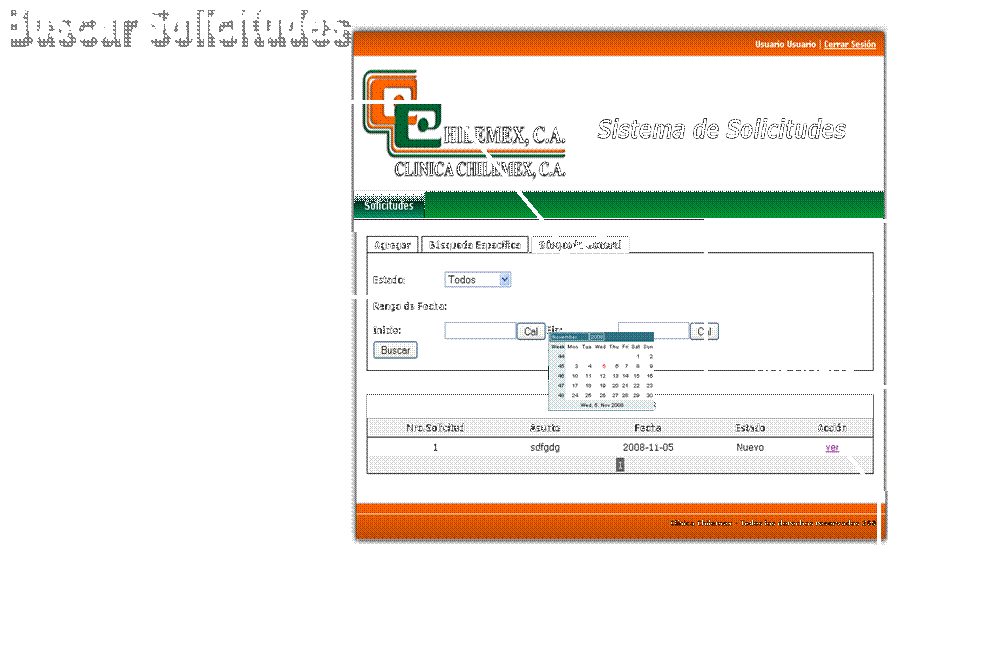 Buscar Solicitudes
Usuario Usuario | Cerrar Sesión
HILEMEX, C.A.
CLINICA CHILEMEX, C.A.
Sistema de Solicitudes
Solicitudes
Agregar Búsqueda Específica Búsqueda General
Estado: Todos
Rango de Fecha:
Inicio: Cal Fin: Cal
Buscar
November 2008
Week Mon Tue Wed Thu Fri Sat Sun
44 1 2
45 3 4 5 6 7 8 9
46 10 11 12 13 14 15 16
47 17 18 19 20 21 22 23
48 24 25 26 27 28 29 30
Wed, 5, Nov 2008
Nro.Solicitud Asunto Fecha Estado Acción
1 sdfgdg 2008-11-05 Nuevo ver
1